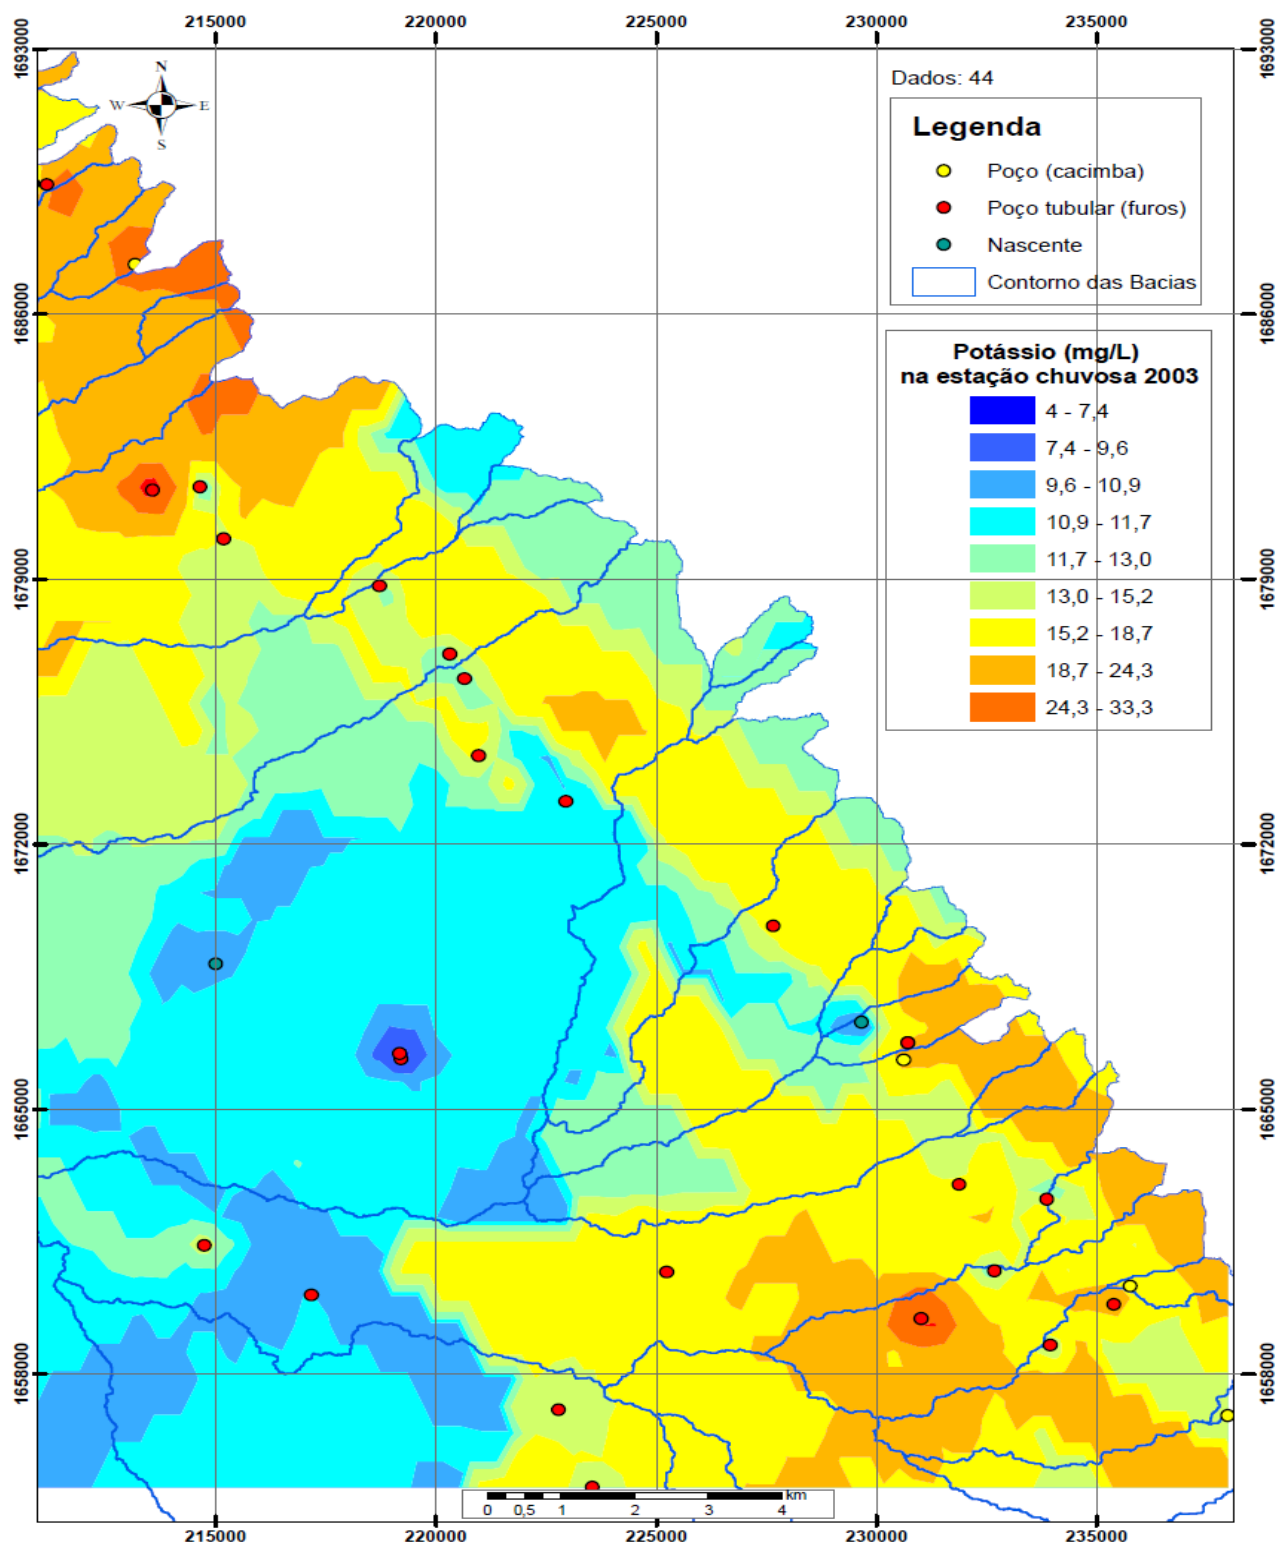 215000 220000 225000 230000 235000
1693000 1693000
N
W E
S
Dados: 44
Legenda
Poço (cacimba)
Poço tubular (furos)
Nascente
Contorno das Bacias
1686000 1686000
Potássio (mg/L)
na estação chuvosa 2003
4 - 7,4
7,4 - 9,6
9,6 - 10,9
10,9 - 11,7
11,7 - 13,0
13,0 - 15,2
15,2 - 18,7
18,7 - 24,3
24,3 - 33,3
1679000 1679000
1672000 1672000
1665000 1665000
1658000 1658000
km
0 0,5 1 2 3 4
215000 220000 225000 230000 235000